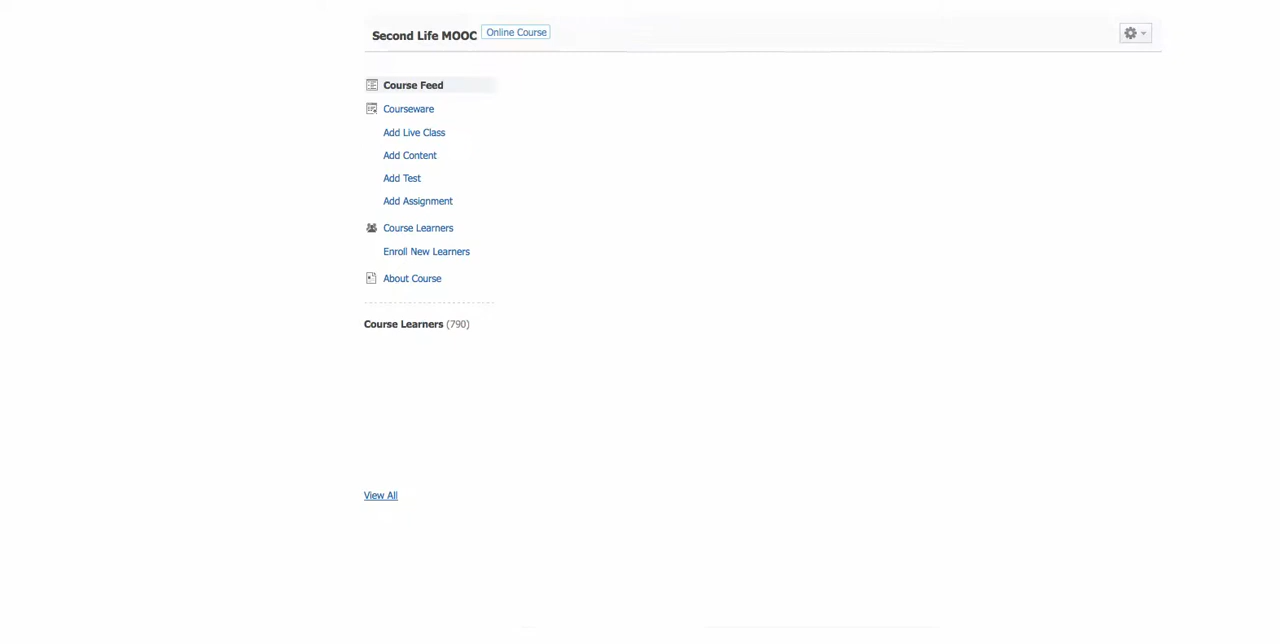 Second Life MOOC Online Course
Course Feed
Courseware
Add Live Class
Add Content
Add Test
Add Assignment
Course Learners
Enroll New Learners
About Course
Course Learners (790)
View All